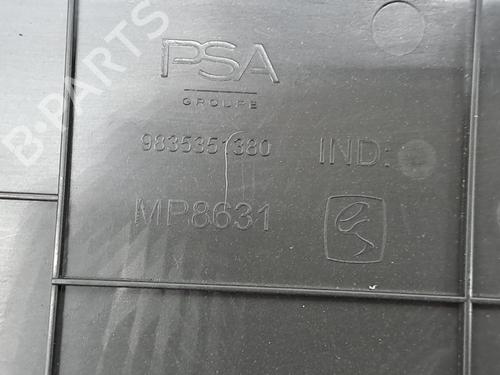 PSA
GROUPE
9835351380
IND:
MP8631
B-PARTS